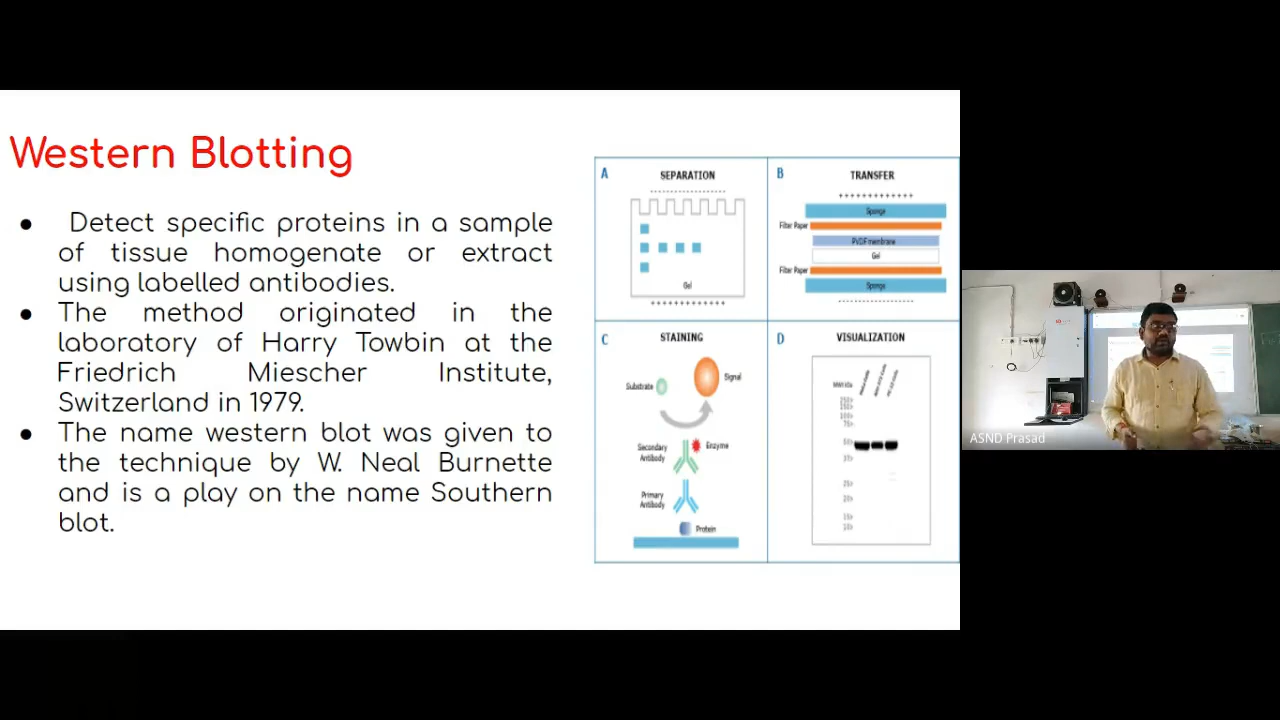 Western Blotting
● Detect specific proteins in a sample
of tissue homogenate or extract
using labelled antibodies.
● The method originated in the
laboratory of Harry Towbin at the
Friedrich Miescher Institute,
Switzerland in 1979.
● The name western blot was given to
the technique by W. Neal Burnette
and is a play on the name Southern
blot.
A
SEPARATION
Gel
B
TRANSFER
Sponge
Filter Paper
PVDF membrane
Gel
Filter Paper
Sponge
C
STAINING
Substrate
Signal
Secondary
Antibody
Enzyme
Primary
Antibody
Protein
D
VISUALIZATION
ASND Prasad